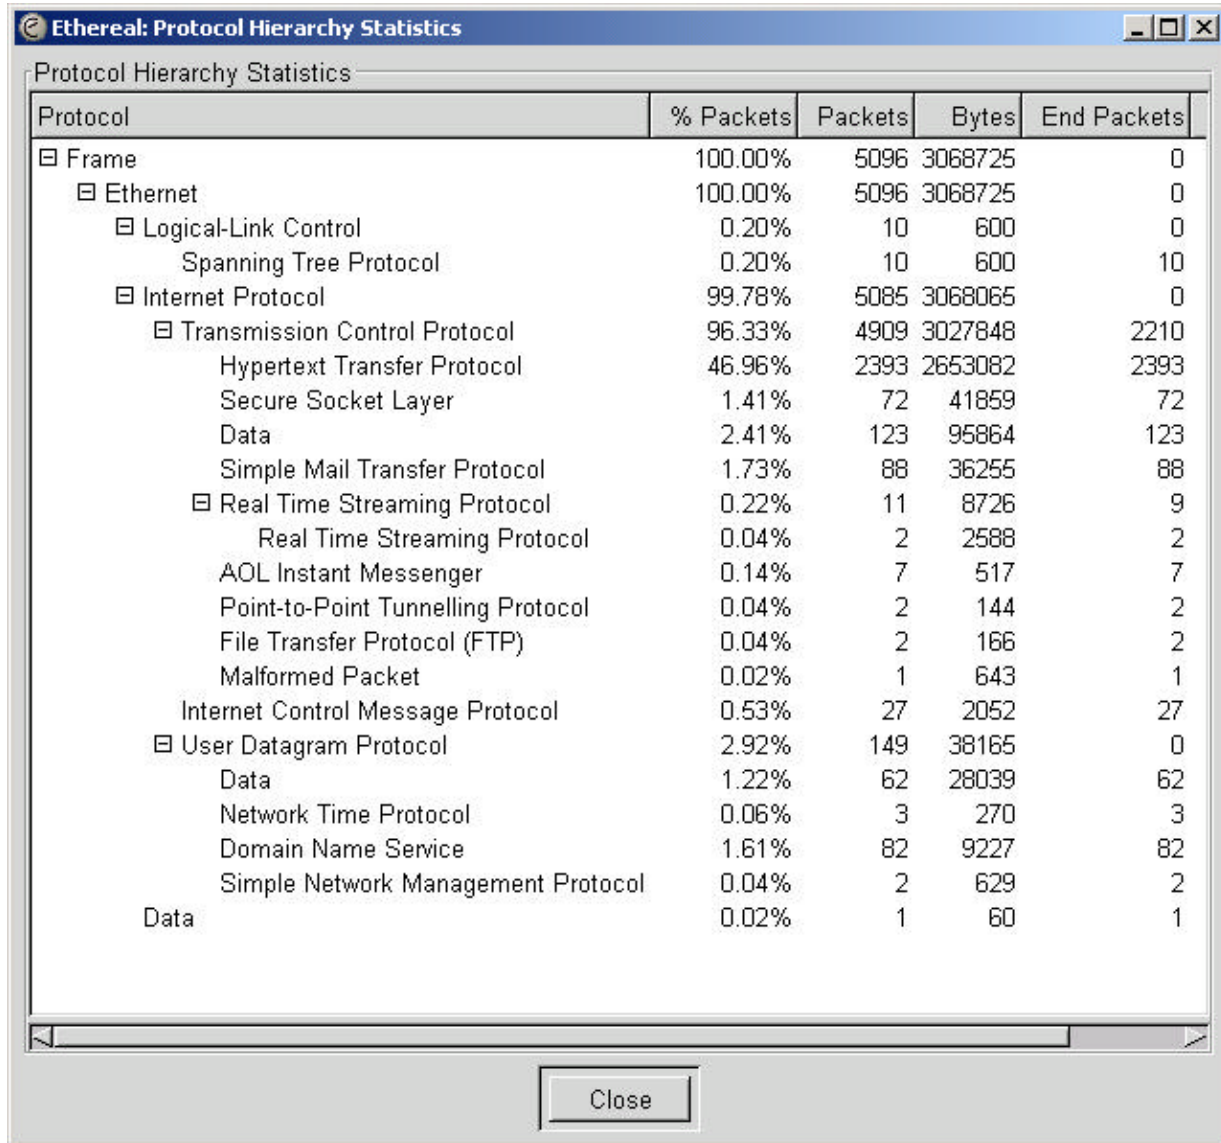 Ethereal: Protocol Hierarchy Statistics
Protocol Hierarchy Statistics
Protocol % Packets Packets Bytes End Packets
Frame 100.00% 5096 3068725 0
Ethernet 100.00% 5096 3068725 0
Logical-Link Control 0.20% 10 600 0
Spanning Tree Protocol 0.20% 10 600 10
Internet Protocol 99.78% 5085 3068065 0
Transmission Control Protocol 96.33% 4909 3027848 2210
Hypertext Transfer Protocol 46.96% 2393 2653082 2393
Secure Socket Layer 1.41% 72 41859 72
Data 2.41% 123 95864 123
Simple Mail Transfer Protocol 1.73% 88 36255 88
Real Time Streaming Protocol 0.22% 11 8726 9
Real Time Streaming Protocol 0.04% 2 2588 2
AOL Instant Messenger 0.14% 7 517 7
Point-to-Point Tunnelling Protocol 0.04% 2 144 2
File Transfer Protocol (FTP) 0.04% 2 166 2
Malformed Packet 0.02% 1 643 1
Internet Control Message Protocol 0.53% 27 2052 27
User Datagram Protocol 2.92% 149 38165 0
Data 1.22% 62 28039 62
Network Time Protocol 0.06% 3 270 3
Domain Name Service 1.61% 82 9227 82
Simple Network Management Protocol 0.04% 2 629 2
Data 0.02% 1 60 1
Close